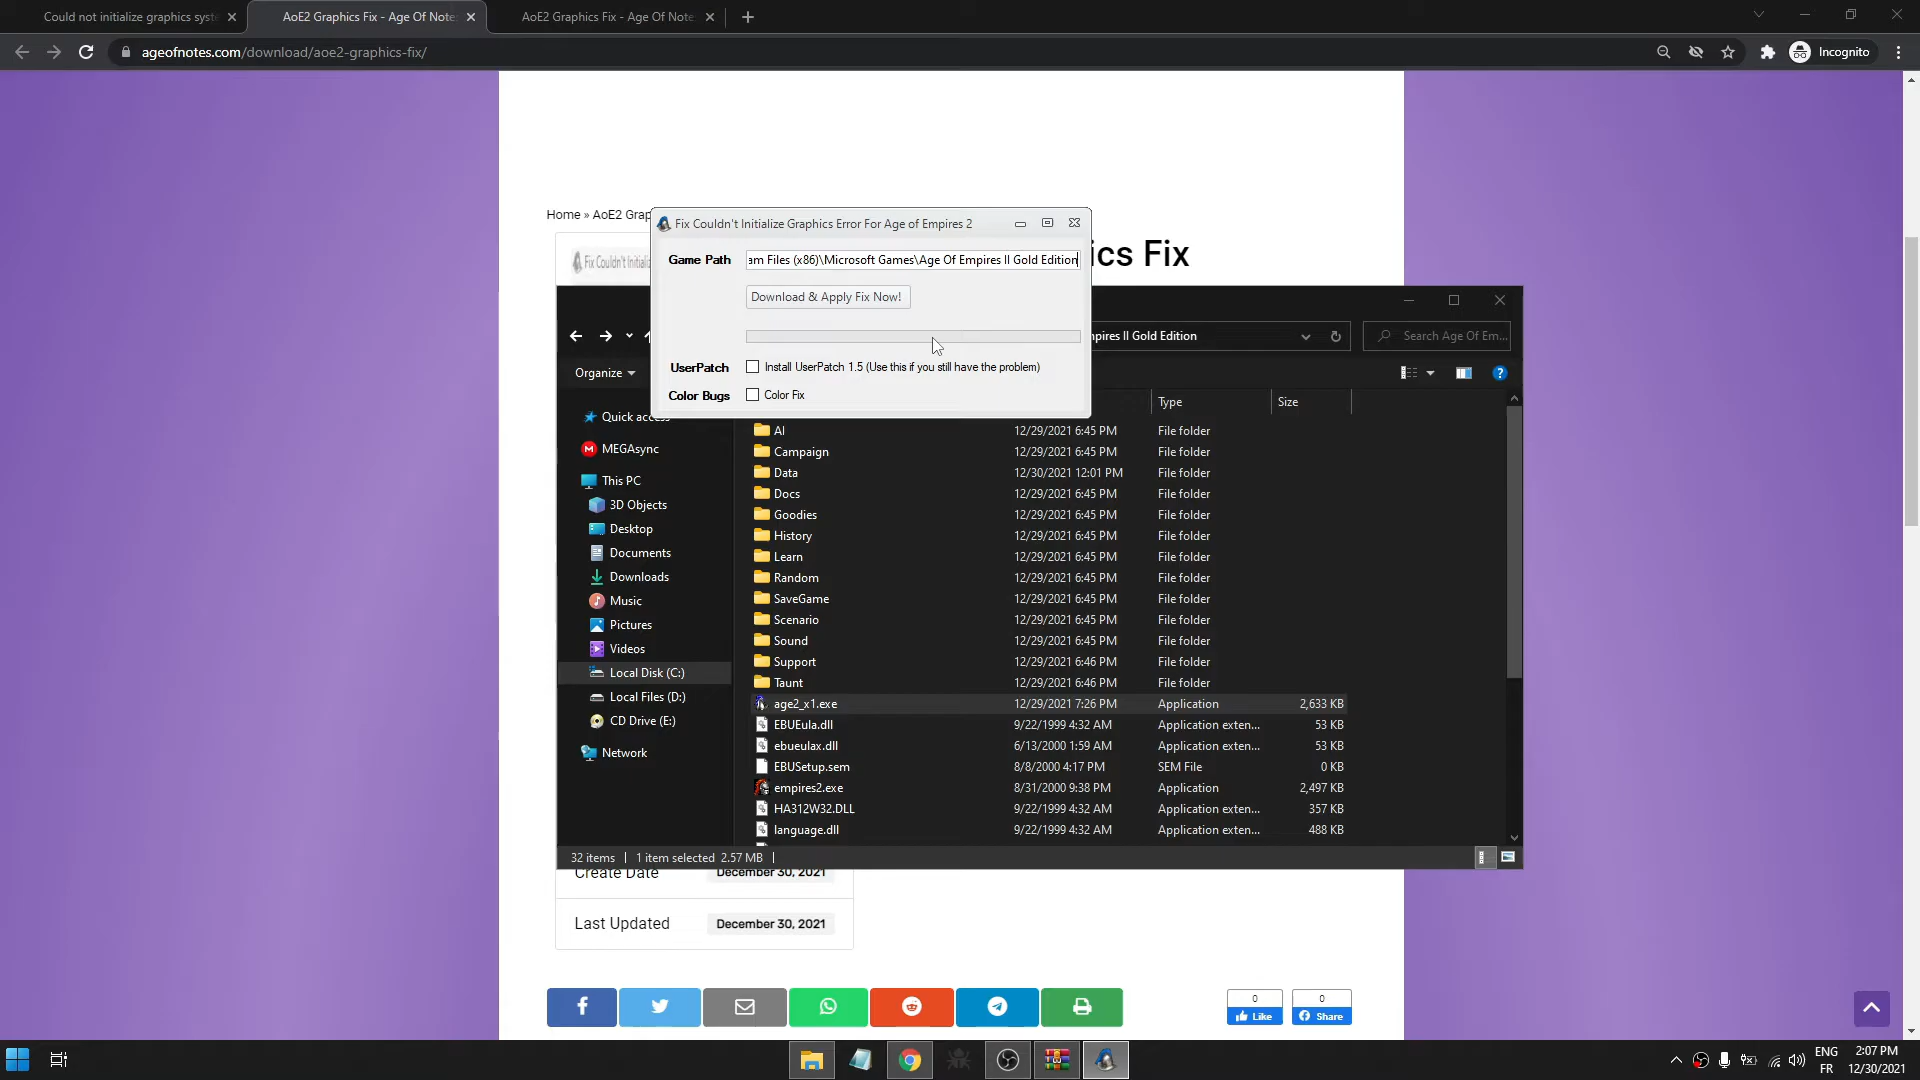 Could not initialize graphics syst
AoE2 Graphics Fix - Age Of Note
AoE2 Graphics Fix - Age Of Note
ageofnotes.com/download/aoe2-graphics-fix/
Incognito
Home » AoE2 Grap
ics Fix
Fix Couldn't Initializ
Fix Couldn't Initialize Graphics Error For Age of Empires 2
Game Path
am Files (x86)\Microsoft Games\Age Of Empires II Gold Edition
Download & Apply Fix Now!
UserPatch
Install UserPatch 1.5 (Use this if you still have the problem)
Color Bugs
Color Fix
mpires II Gold Edition
Search Age Of Em...
Organize
Type
Size
Quick access
MEGAsync
This PC
3D Objects
Desktop
Documents
Downloads
Music
Pictures
Videos
Local Disk (C:)
Local Files (D:)
CD Drive (E:)
Network
AI 12/29/2021 6:45 PM File folder
Campaign 12/29/2021 6:45 PM File folder
Data 12/30/2021 12:01 PM File folder
Docs 12/29/2021 6:45 PM File folder
Goodies 12/29/2021 6:45 PM File folder
History 12/29/2021 6:45 PM File folder
Learn 12/29/2021 6:45 PM File folder
Random 12/29/2021 6:45 PM File folder
SaveGame 12/29/2021 6:45 PM File folder
Scenario 12/29/2021 6:45 PM File folder
Sound 12/29/2021 6:45 PM File folder
Support 12/29/2021 6:46 PM File folder
Taunt 12/29/2021 6:46 PM File folder
age2_x1.exe 12/29/2021 7:26 PM Application 2,633 KB
EBUEula.dll 9/22/1999 4:32 AM Application exten... 53 KB
ebueulax.dll 6/13/2000 1:59 AM Application exten... 53 KB
EBUSetup.sem 8/8/2000 4:17 PM SEM File 0 KB
empires2.exe 8/31/2000 9:38 PM Application 2,497 KB
HA312W32.DLL 9/22/1999 4:32 AM Application exten... 357 KB
language.dll 9/22/1999 4:32 AM Application exten... 488 KB
32 items
1 item selected 2.57 MB
Create Date December 30, 2021
Last Updated December 30, 2021
0
Like
0
Share
ENG
FR
2:07 PM
12/30/2021